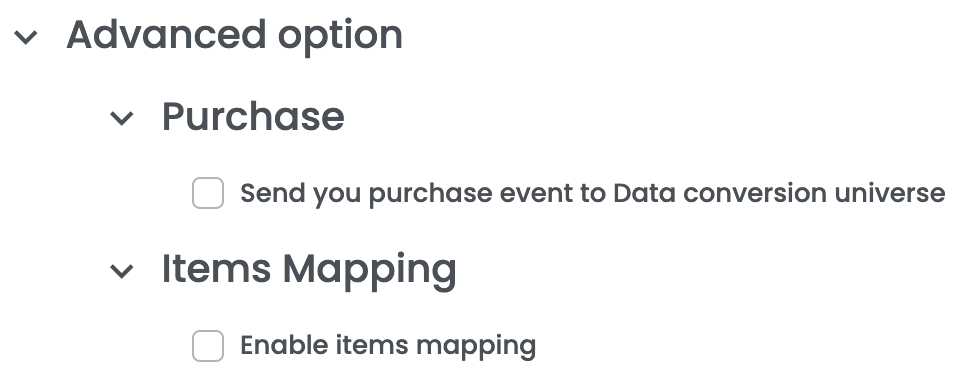 Advanced option
Purchase
Send you purchase event to Data conversion universe
Items Mapping
Enable items mapping